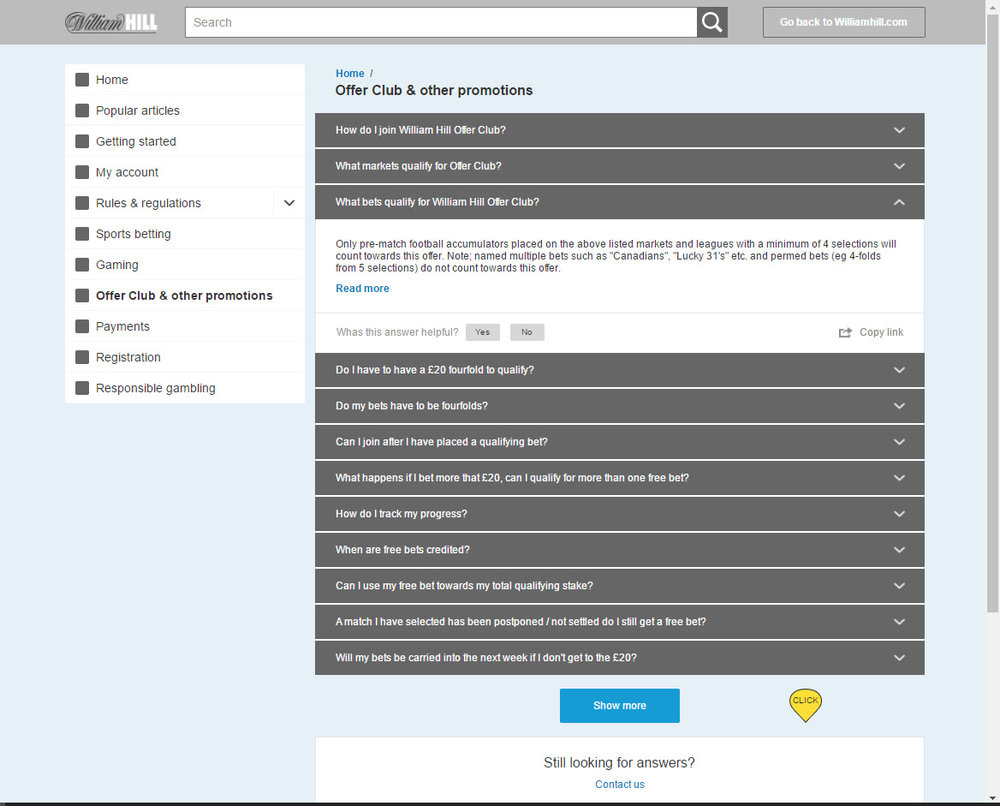 William HILL
Search
Go back to Williamhill.com
Home
Popular articles
Getting started
My account
Rules & regulations
Sports betting
Gaming
Offer Club & other promotions
Payments
Registration
Responsible gambling
Home /
Offer Club & other promotions
How do I join William Hill Offer Club?
What markets qualify for Offer Club?
What bets qualify for William Hill Offer Club?
Only pre-match football accumulators placed on the above listed markets and leagues with a minimum of 4 selections will
count towards this offer. Note; named multiple bets such as "Canadians", "Lucky 31's" etc. and permed bets (eg 4-folds
from 5 selections) do not count towards this offer.
Read more
Whas this answer helpful? Yes No Copy link
Do I have to have a £20 fourfold to qualify?
Do my bets have to be fourfolds?
Can I join after I have placed a qualifying bet?
What happens if I bet more that £20, can I qualify for more than one free bet?
How do I track my progress?
When are free bets credited?
Can I use my free bet towards my total qualifying stake?
A match I have selected has been postponed / not settled do I still get a free bet?
Will my bets be carried into the next week if I don't get to the £20?
Show more
CLICK
Still looking for answers?
Contact us